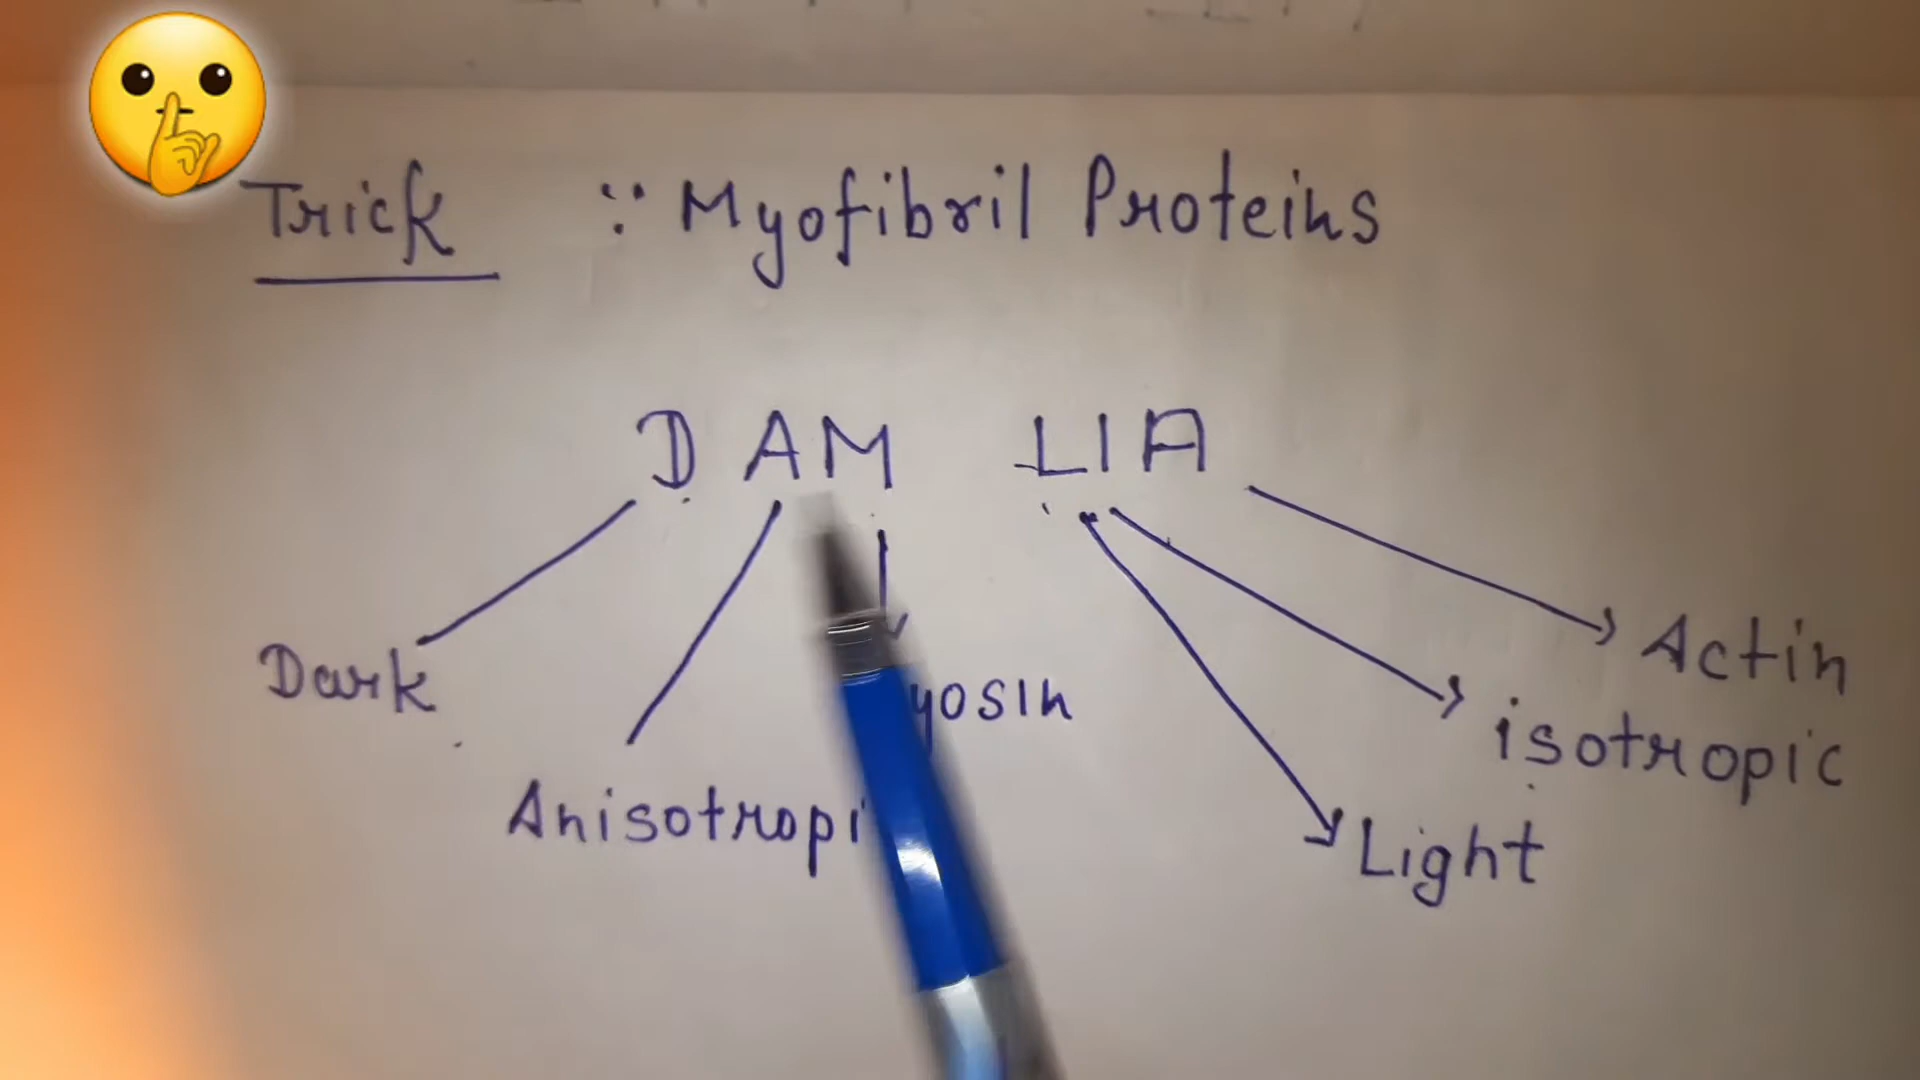 Trick : Myofibril Proteins
DAM LIA
Actin
Dark yosin isotropic
Anisotropi Light